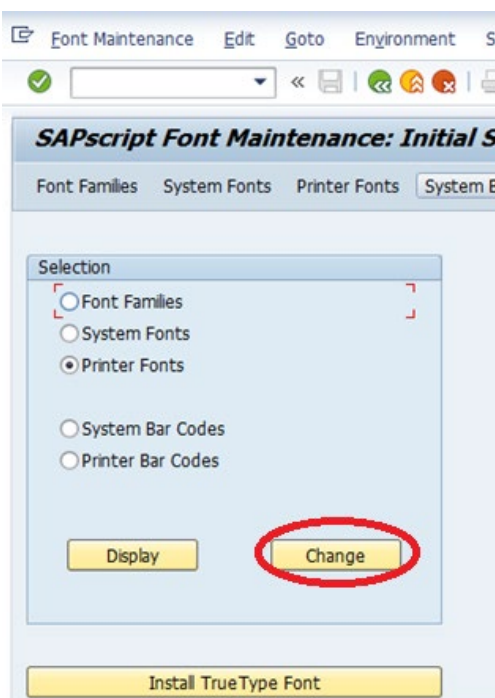 Font Maintenance Edit Goto Environment S
SAPscript Font Maintenance: Initial S
Font Families System Fonts Printer Fonts System B
Selection
Font Families
System Fonts
Printer Fonts
System Bar Codes
Printer Bar Codes
Display Change
Install TrueType Font